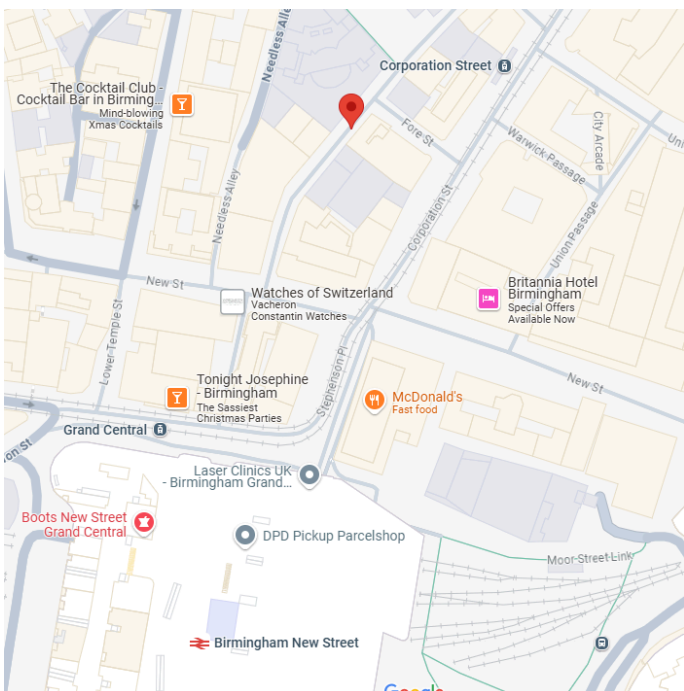 Needless Alley
Corporation Street
The Cocktail Club -
Cocktail Bar in Birming...
Mind-blowing
Xmas Cocktails
Fore St
City Arcade
Warwick Passage
Needless Alley
Corporation St
Union Passage
New St
Watches of Switzerland
Vacheron
Constantin Watches
Britannia Hotel
Birmingham
Special Offers
Available Now
Lower Temple St
Stephenson Pl
New St
Tonight Josephine
- Birmingham
The Sassiest
Christmas Parties
McDonald's
Fast food
Grand Central
Laser Clinics UK
- Birmingham Grand...
Boots New Street
Grand Central
DPD Pickup Parcelshop
Moor Street Link
Birmingham New Street
Google